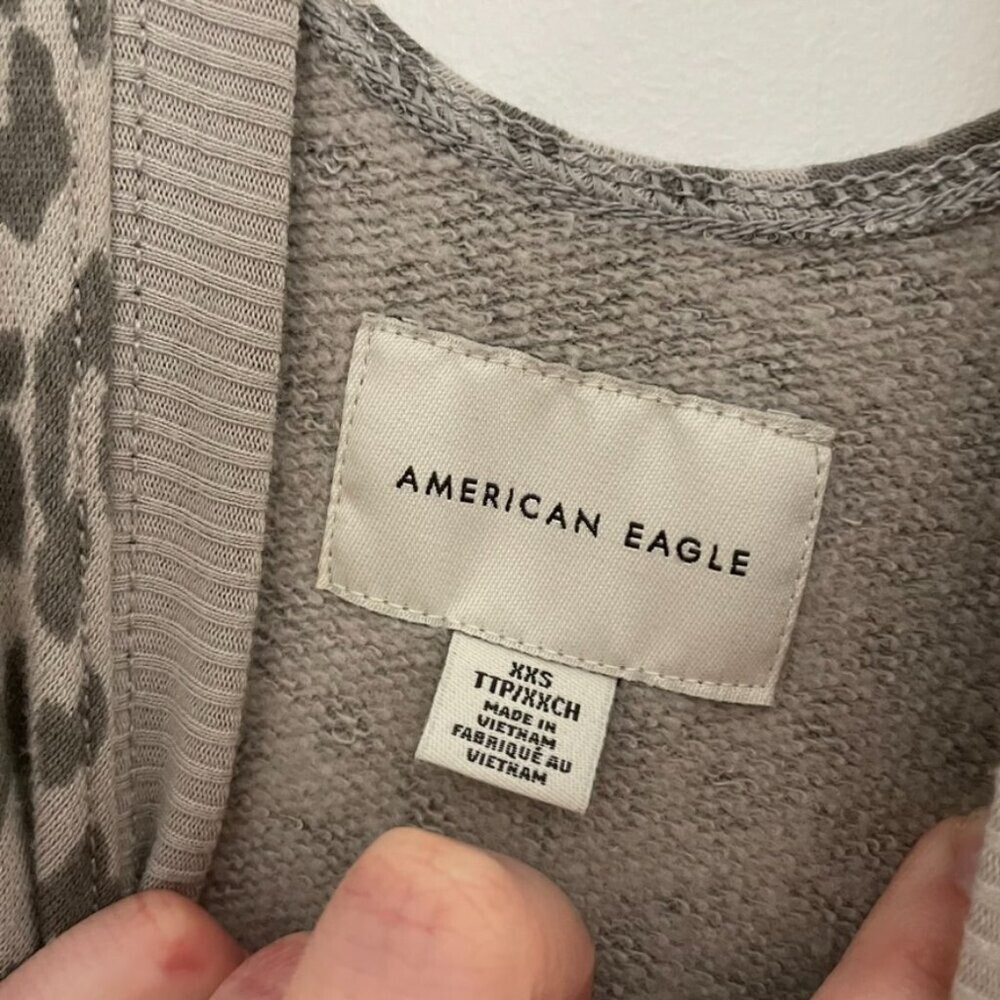 AMERICAN EAGLE
XXS
TTP/XXCH
MADE IN
VIETNAM
FABRIQUÉ AU
VIETNAM